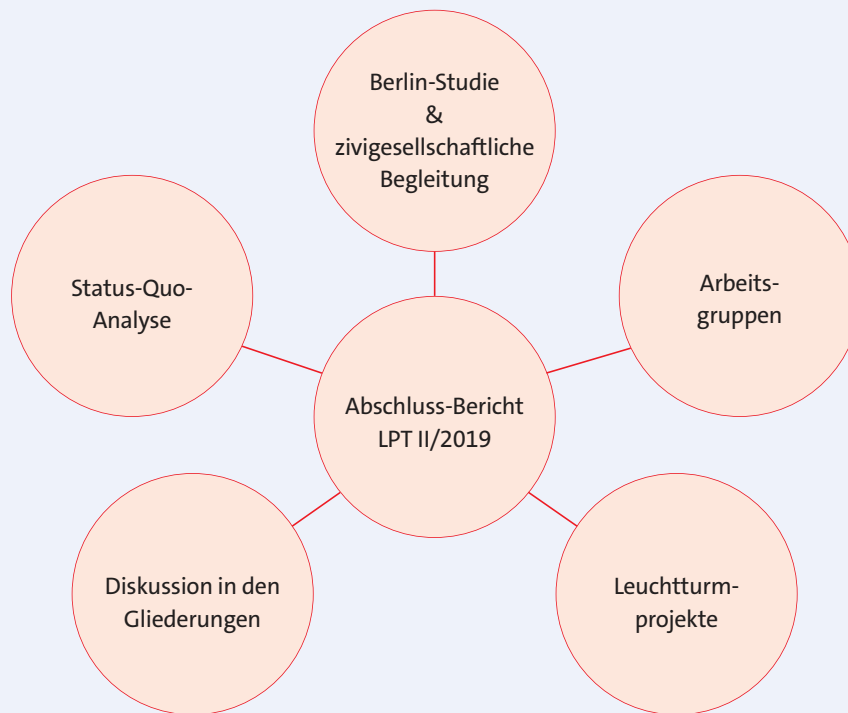 Berlin-Studie
&
zivigesellschaftliche
Begleitung
Status-Quo-
Analyse
Arbeits-
gruppen
Abschluss-Bericht
LPT II/2019
Diskussion in den
Gliederungen
Leuchtturm-
projekte